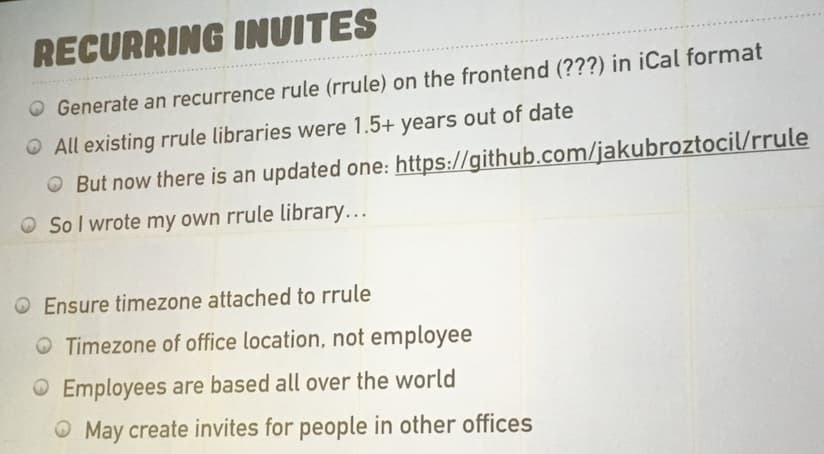 RECURRING INVITES
Generate an recurrence rule (rrule) on the frontend (???) in iCal format
All existing rrule libraries were 1.5+ years out of date
But now there is an updated one: https://github.com/jakubroztocil/rrule
So I wrote my own rrule library...
Ensure timezone attached to rrule
Timezone of office location, not employee
Employees are based all over the world
May create invites for people in other offices